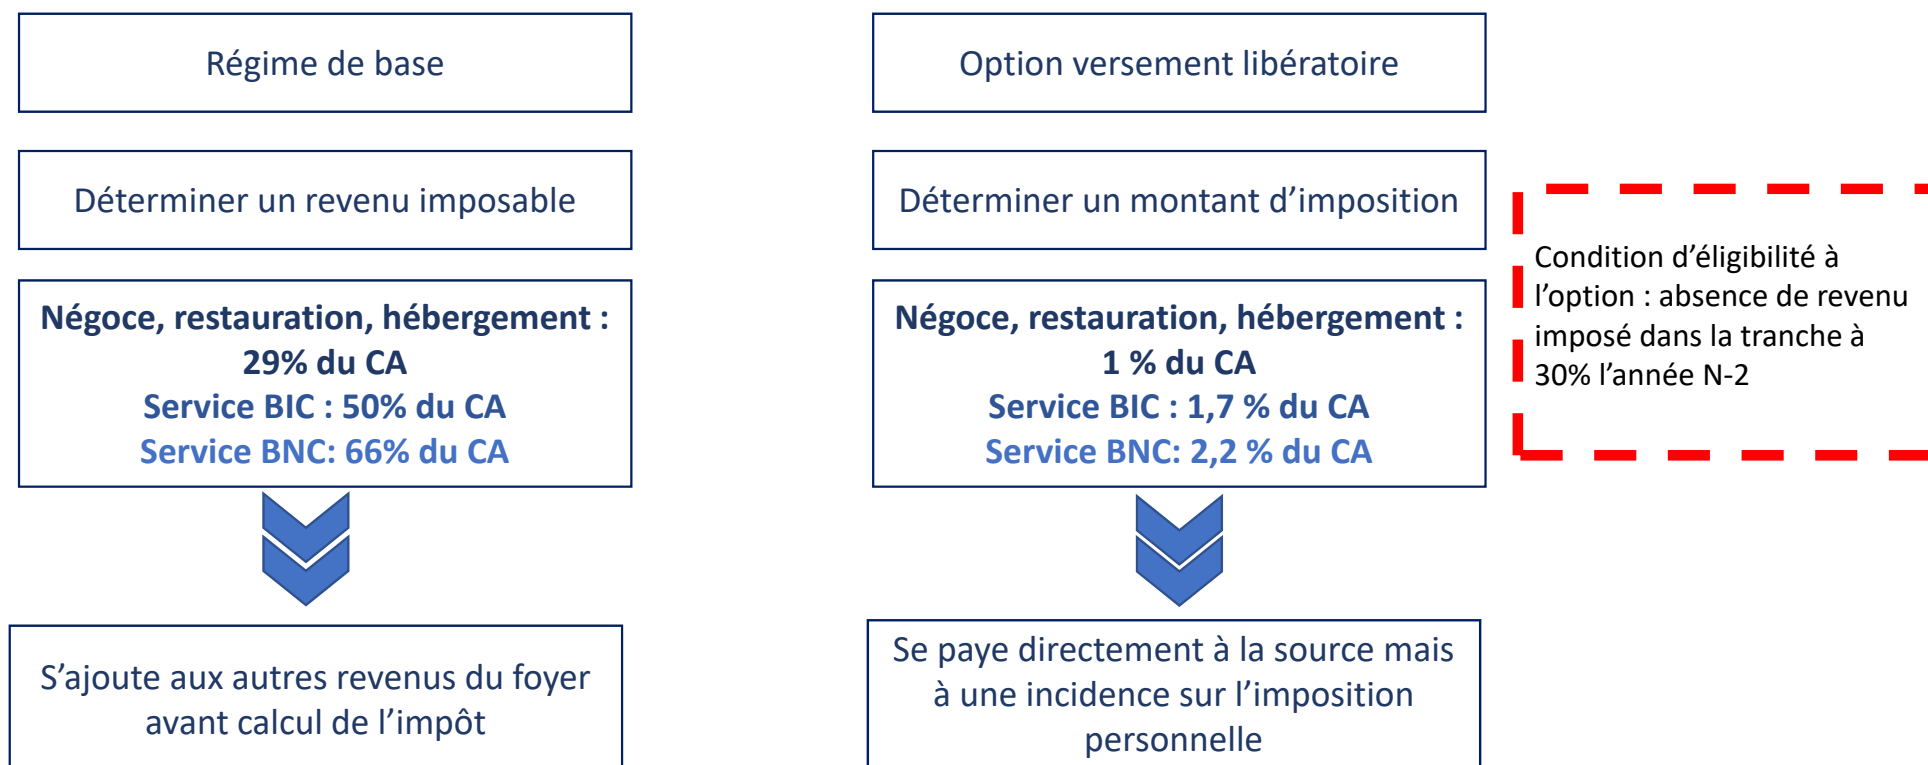 Régime de base
Déterminer un revenu imposable
Négoce, restauration, hébergement :
29% du CA
Service BIC : 50% du CA
Service BNC: 66% du CA
S’ajoute aux autres revenus du foyer
avant calcul de l’impôt
Option versement libératoire
Déterminer un montant d’imposition
Négoce, restauration, hébergement :
1 % du CA
Service BIC : 1,7 % du CA
Service BNC: 2,2 % du CA
Se paye directement à la source mais
à une incidence sur l’imposition
personnelle
Condition d’éligibilité à
l’option : absence de revenu
imposé dans la tranche à
30% l’année N-2